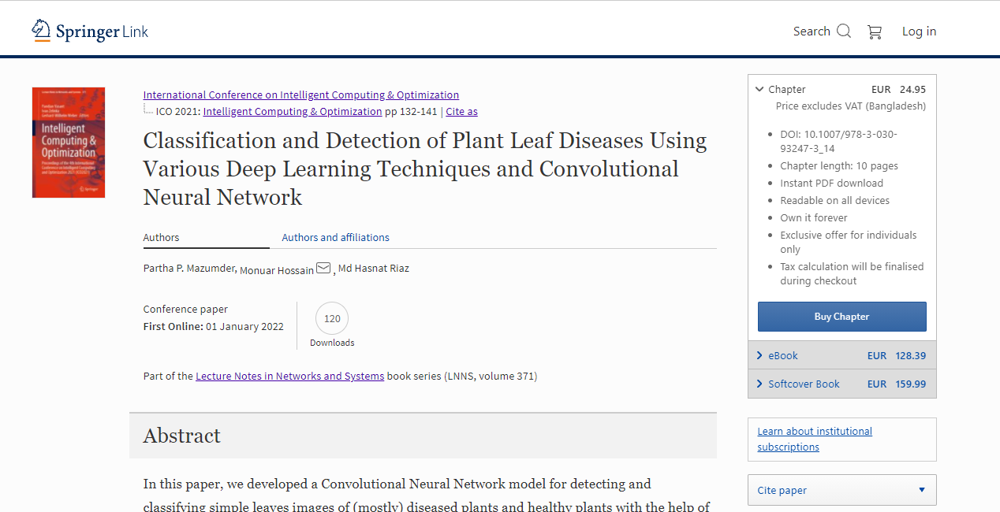 Springer Link
Search
Log in
Intelligent
Computing &
Optimization
Springer
International Conference on Intelligent Computing & Optimization
ICO 2021: Intelligent Computing & Optimization pp 132-141 | Cite as
Classification and Detection of Plant Leaf Diseases Using
Various Deep Learning Techniques and Convolutional
Neural Network
Authors
Authors and affiliations
Partha P. Mazumder, Monuar Hossain , Md Hasnat Riaz
Conference paper
First Online: 01 January 2022
120
Downloads
Part of the Lecture Notes in Networks and Systems book series (LNNS, volume 371)
Abstract
In this paper, we developed a Convolutional Neural Network model for detecting and
classifying simple leaves images of (mostly) diseased plants and healthy plants with the help of
Chapter EUR 24.95
Price excludes VAT (Bangladesh)
• DOI: 10.1007/978-3-030-
93247-3_14
• Chapter length: 10 pages
• Instant PDF download
• Readable on all devices
• Own it forever
• Exclusive offer for individuals
only
• Tax calculation will be finalised
during checkout
Buy Chapter
eBook EUR 128.39
Softcover Book EUR 159.99
Learn about institutional
subscriptions
Cite paper